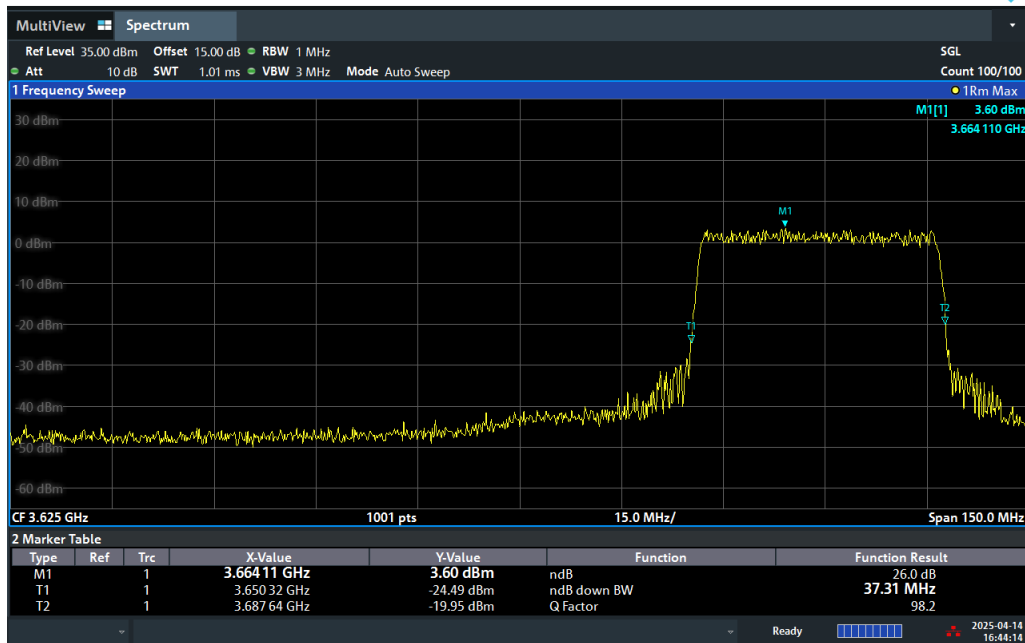 MultiView Spectrum
Ref Level 35.00 dBm Offset 15.00 dB RBW 1 MHz SGL
Att 10 dB SWT 1.01 ms VBW 3 MHz Mode Auto Sweep Count 100/100
1 Frequency Sweep 1Rm Max
M1[1] 3.60 dBm
3.664 110 GHz
30 dBm
20 dBm
10 dBm
M1
0 dBm
-10 dBm
T2
-20 dBm
T1
-30 dBm
-40 dBm
-50 dBm
-60 dBm
CF 3.625 GHz 1001 pts 15.0 MHz/ Span 150.0 MHz
2 Marker Table
Type Ref Trc X-Value Y-Value Function Function Result
M1 1 3.664 11 GHz 3.60 dBm ndB 26.0 dB
T1 1 3.650 32 GHz -24.49 dBm ndB down BW 37.31 MHz
T2 1 3.687 64 GHz -19.95 dBm Q Factor 98.2
Ready 2025-04-14
16:44:14